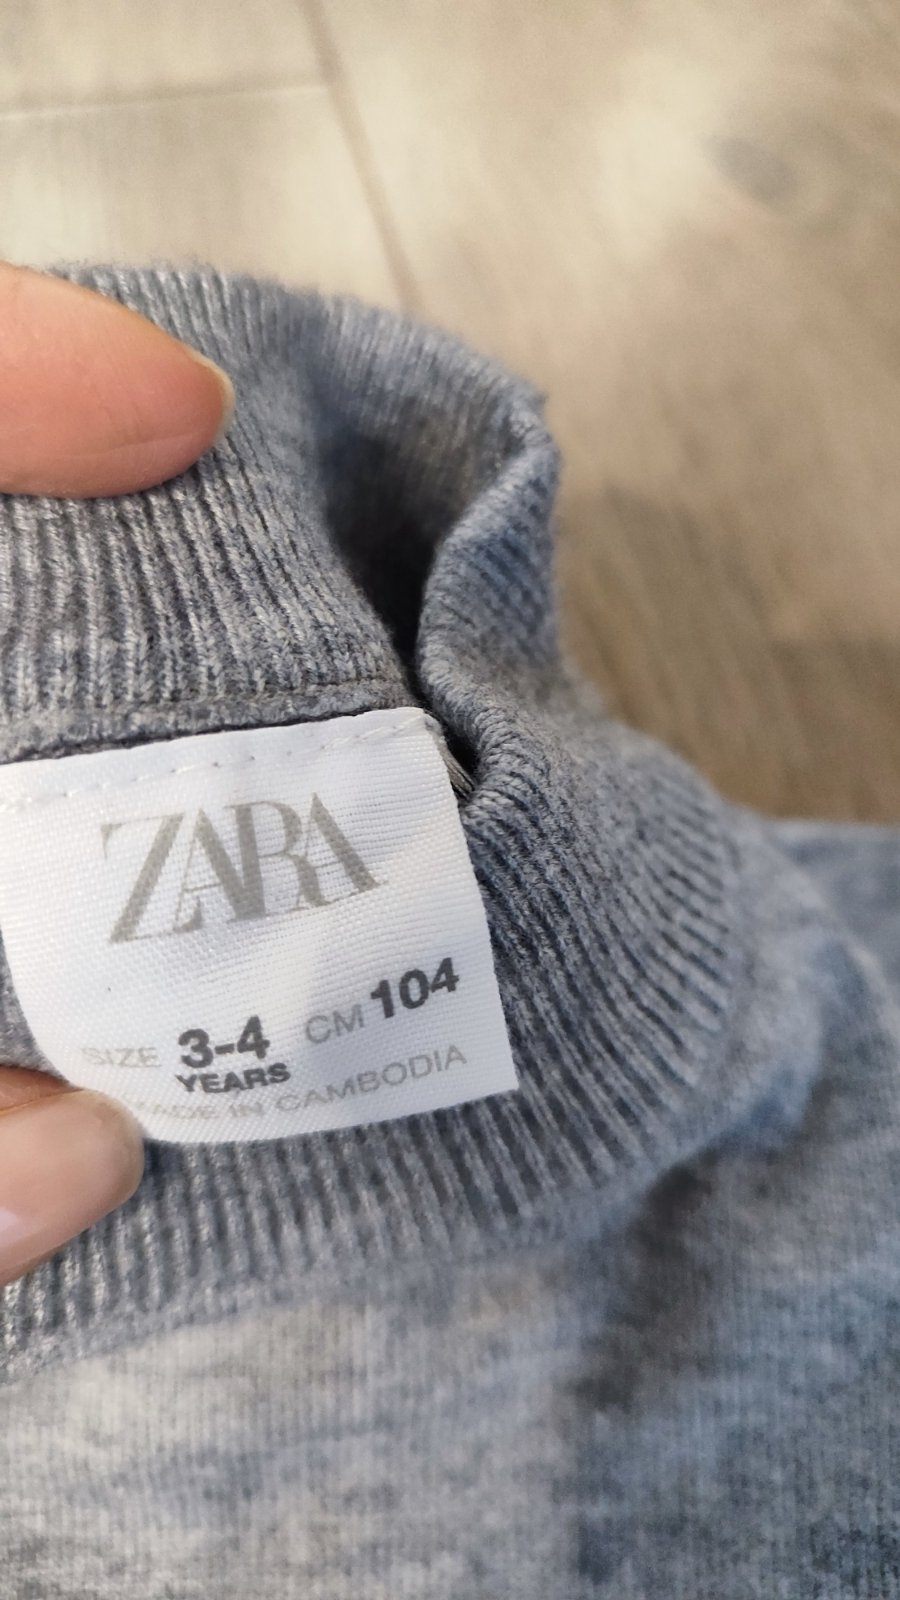 ZARA
SIZE 3-4 CM 104
YEARS
MADE IN CAMBODIA